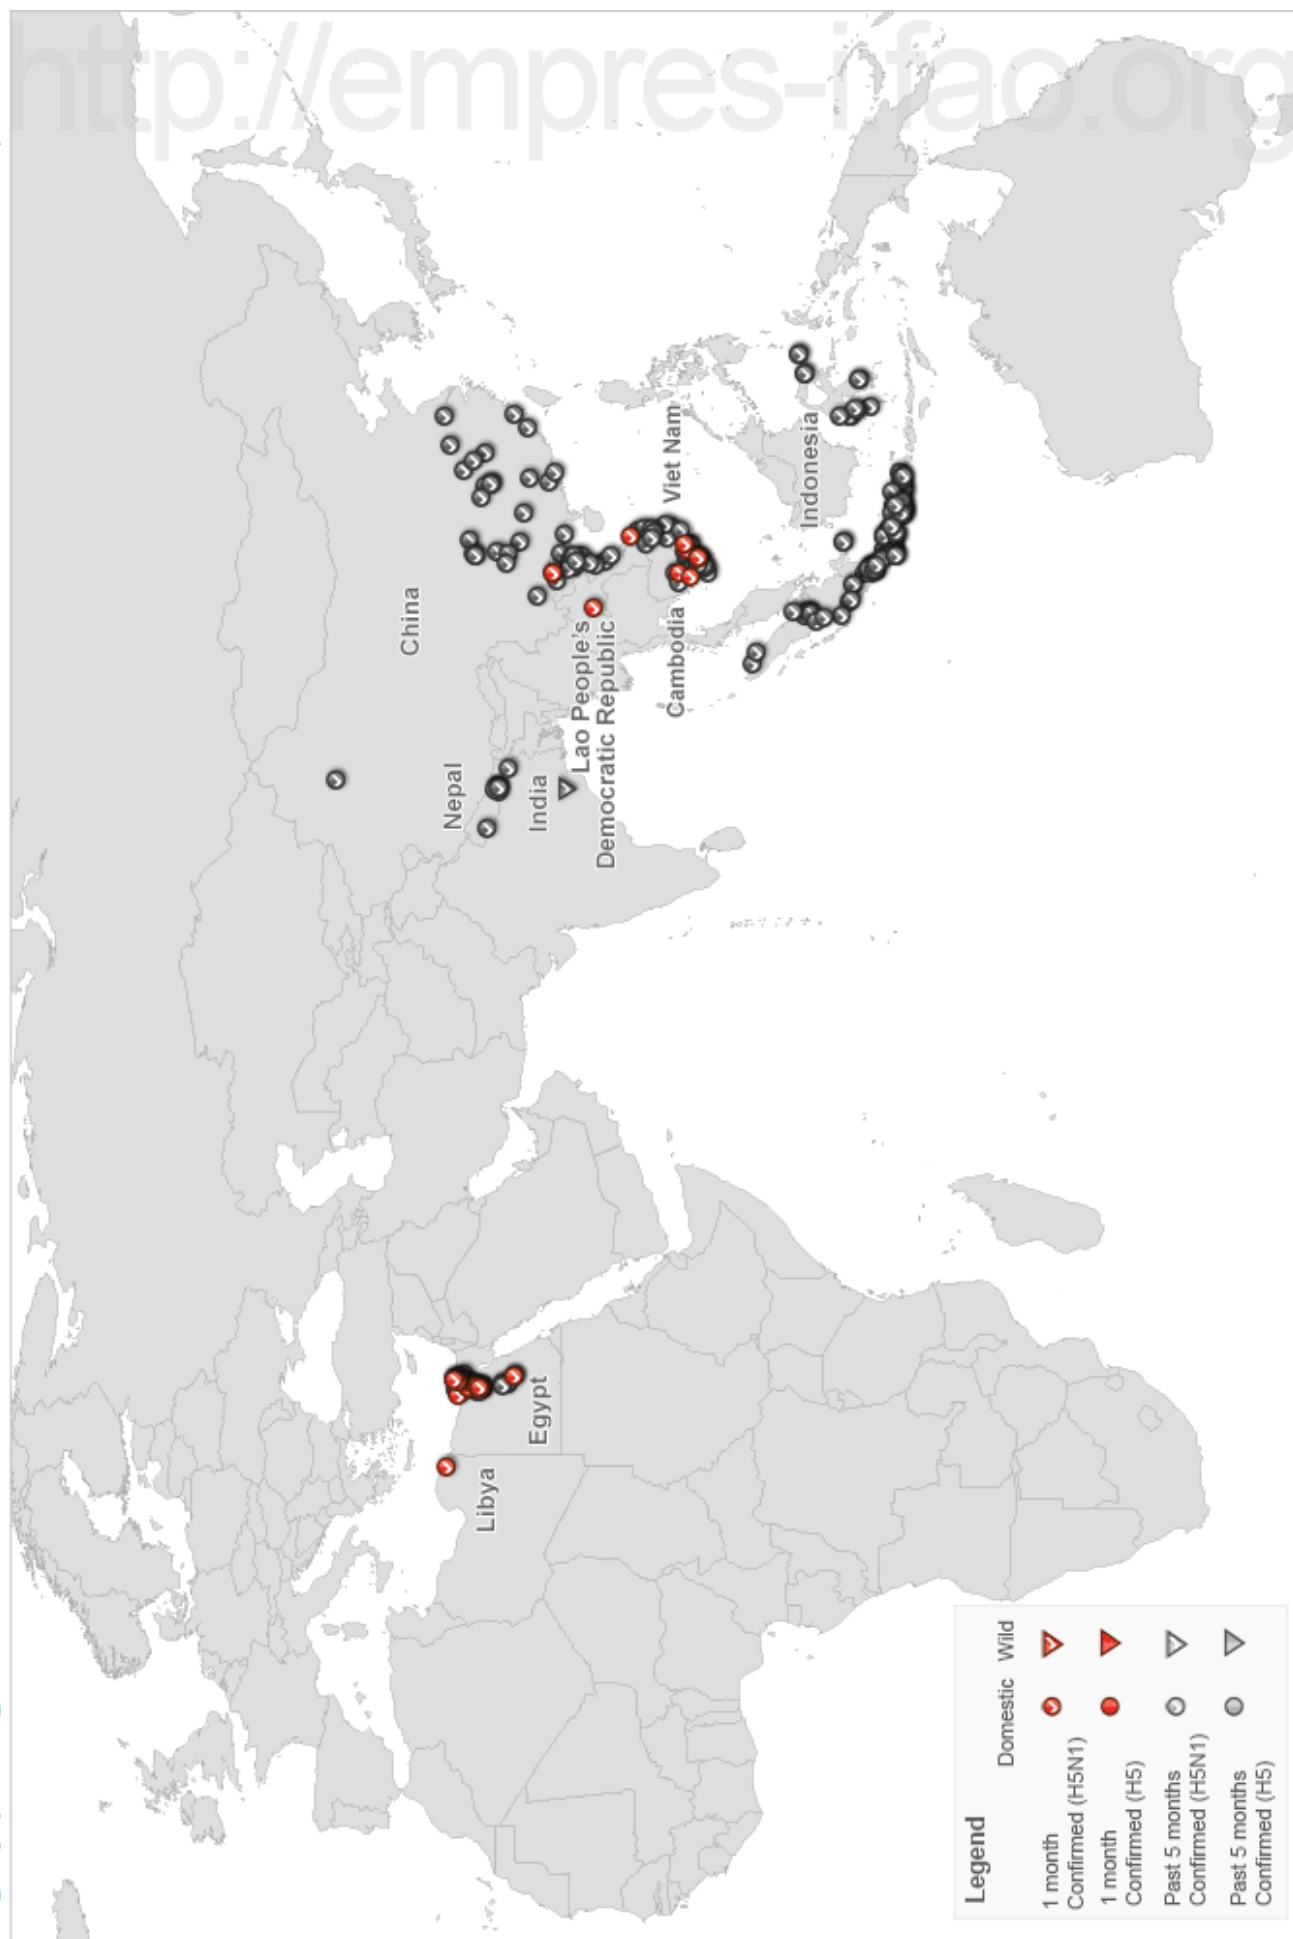 http://empres-i.fao.org
China
Nepal
India
Lao People's
Democratic Republic
Viet Nam
Cambodia
Indonesia
Libya
Egypt
Legend
Domestic Wild
1 month
Confirmed (H5N1)
1 month
Confirmed (H5)
Past 5 months
Confirmed (H5N1)
Past 5 months
Confirmed (H5)